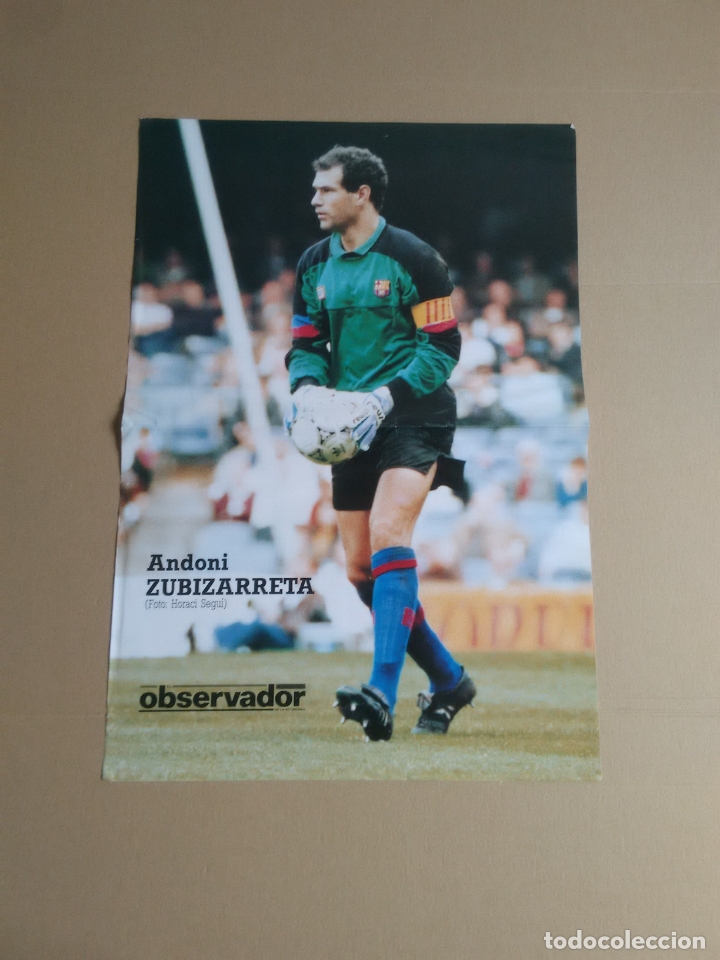 Andoni
ZUBIZARRETA
(Foto: Horaci Seguí)
observador
todocoleccion